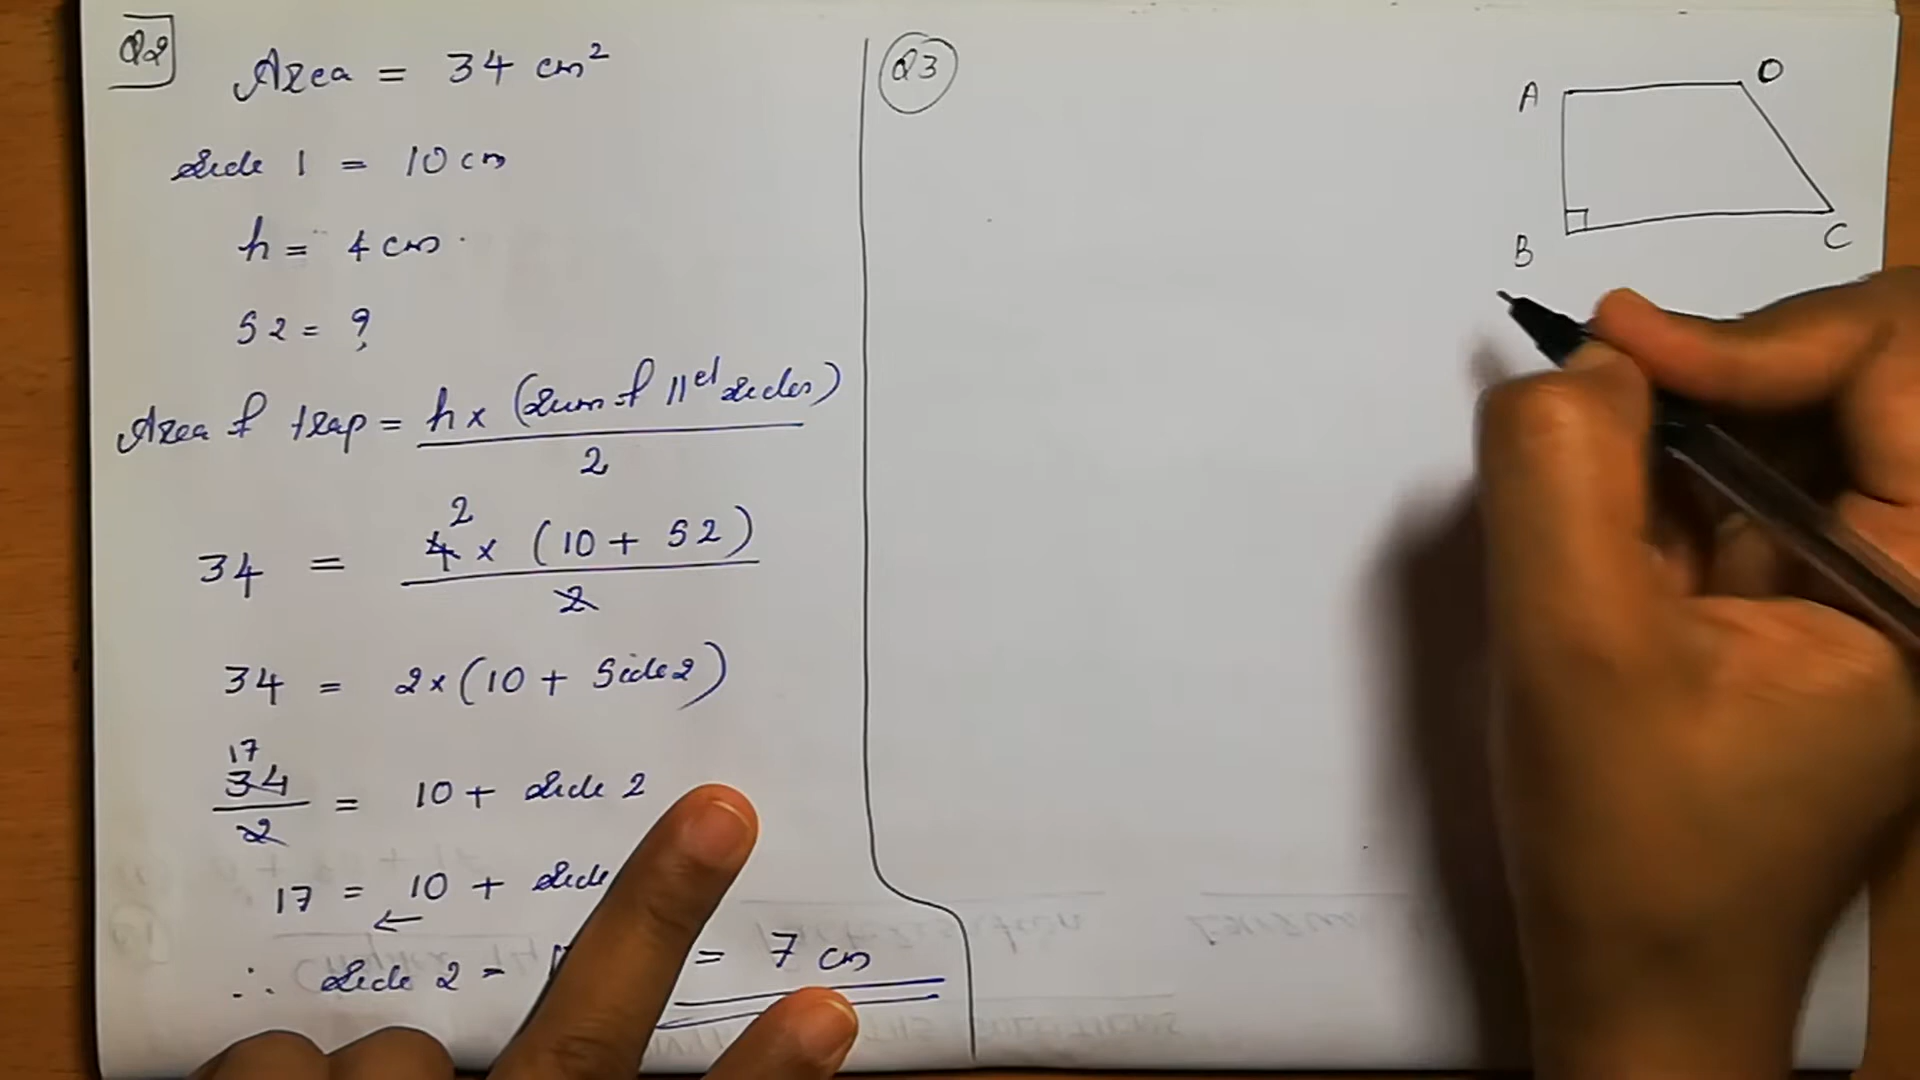 Q2
Area = 34 cm²
Side 1 = 10 cm
h = 4 cm.
S2 = ?
Area of trap = h × (Sum of ||el sides) / 2
34 = 4 2 × (10 + S2) / 2
34 = 2 × (10 + Side 2)
34 17 / 2 = 10 + Side 2
17 = 10 + Side
←
∴ Side 2 = = 7 cm
Q3
A D
B C